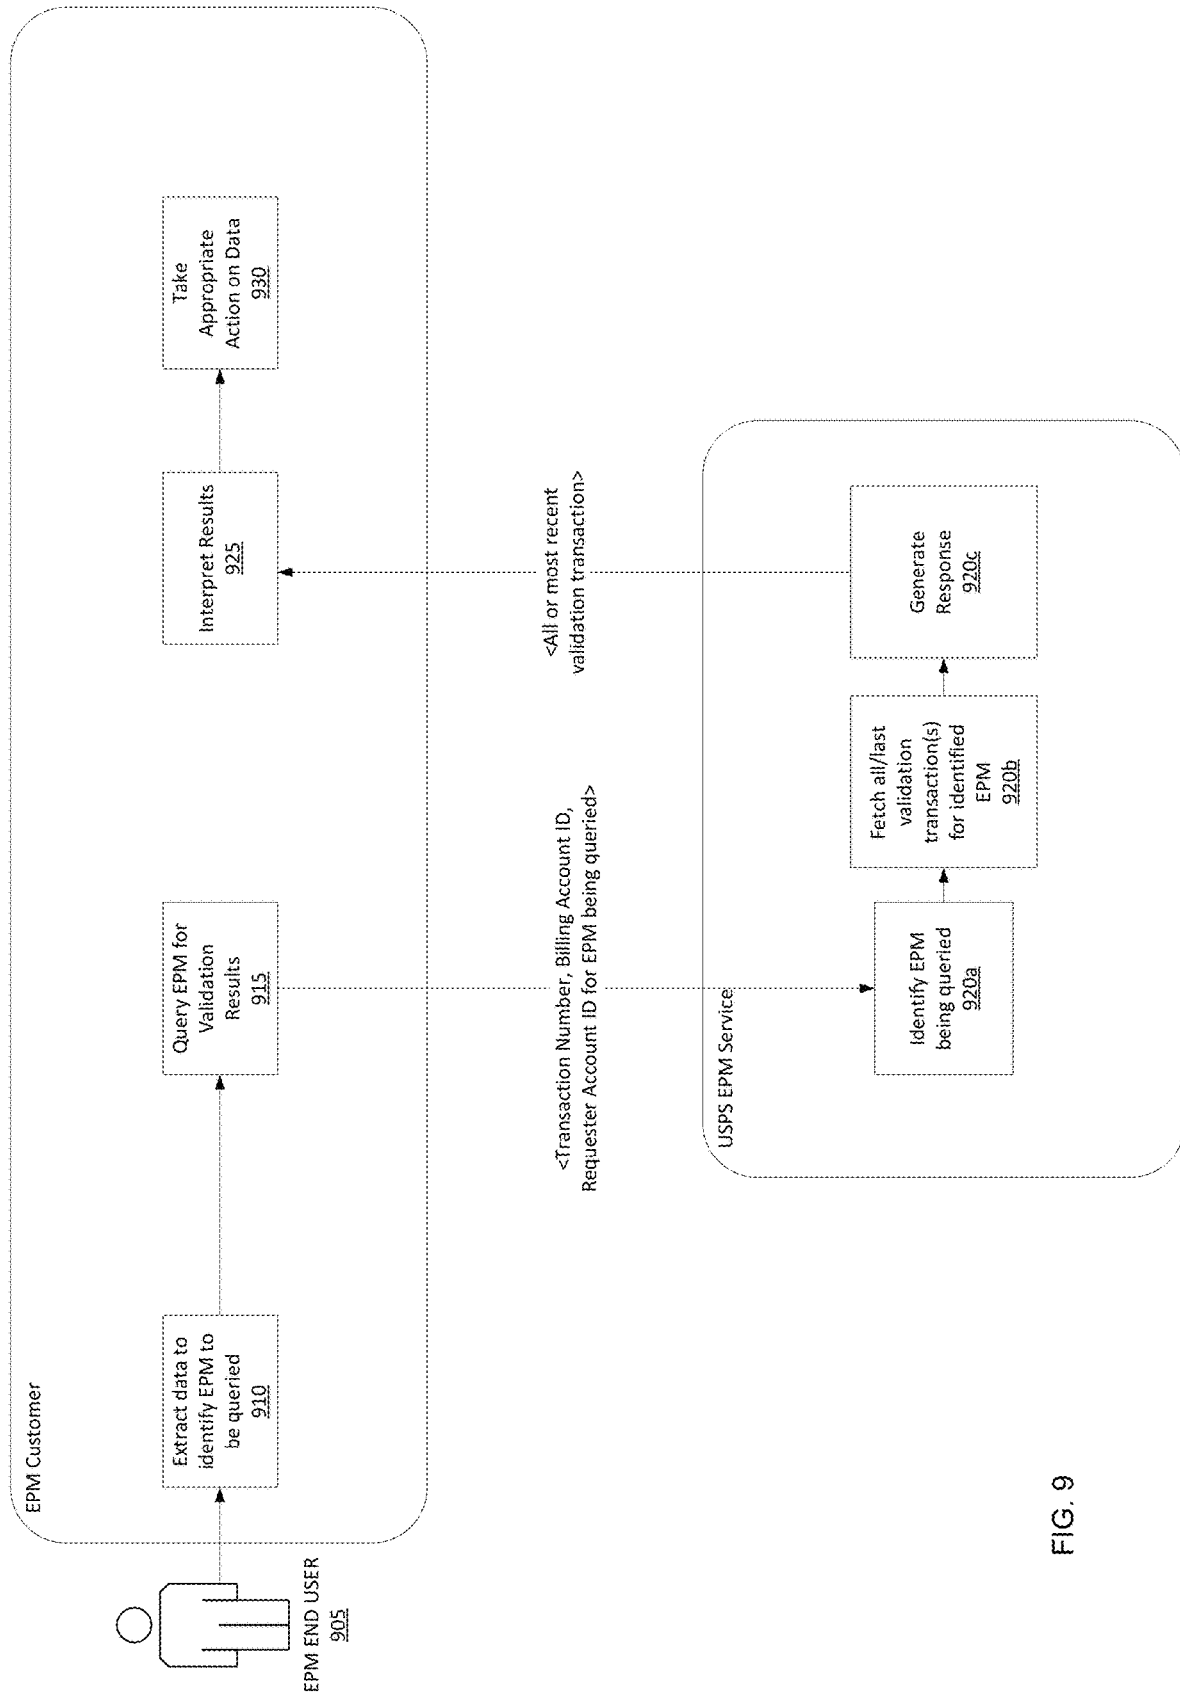 EPM Customer
EPM END USER
905
Extract data to
identify EPM to
be queried
910
Query EPM for
Validation
Results
915
Interpret Results
925
Take
Appropriate
Action on Data
930
<Transaction Number, Billing Account ID,
Requester Account ID for EPM being queried>
<All or most recent
validation transaction>
USPS EPM Service
Identify EPM
being queried
920a
Fetch all/last
validation
transaction(s)
for identified
EPM
920b
Generate
Response
920c
FIG. 9